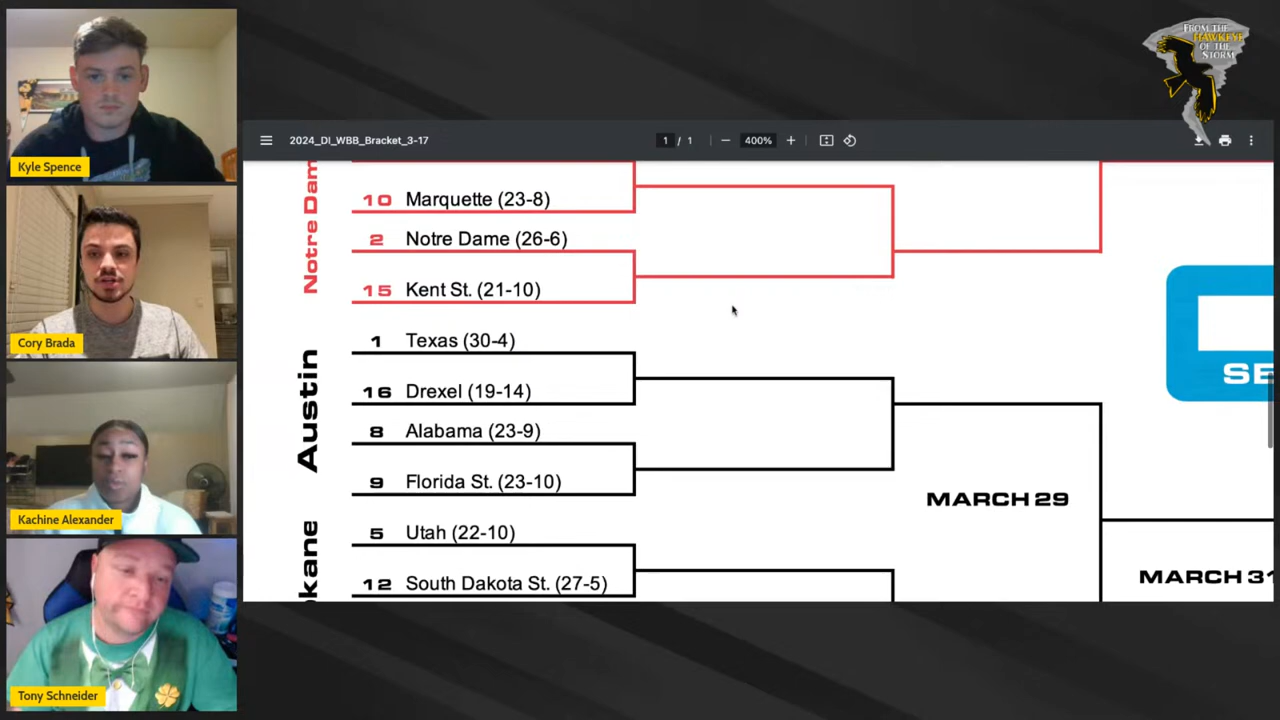 Kyle Spence
Cory Brada
Kachine Alexander
Tony Schneider
FROM THE
HAWKEYE
OF THE
STORM
2024_DI_WBB_Bracket_3-17
1 / 1
400%
Notre Dam
10 Marquette (23-8)
2 Notre Dame (26-6)
15 Kent St. (21-10)
Austin
1 Texas (30-4)
16 Drexel (19-14)
8 Alabama (23-9)
9 Florida St. (23-10)
kane
5 Utah (22-10)
12 South Dakota St. (27-5)
MARCH 29
MARCH 31
SE